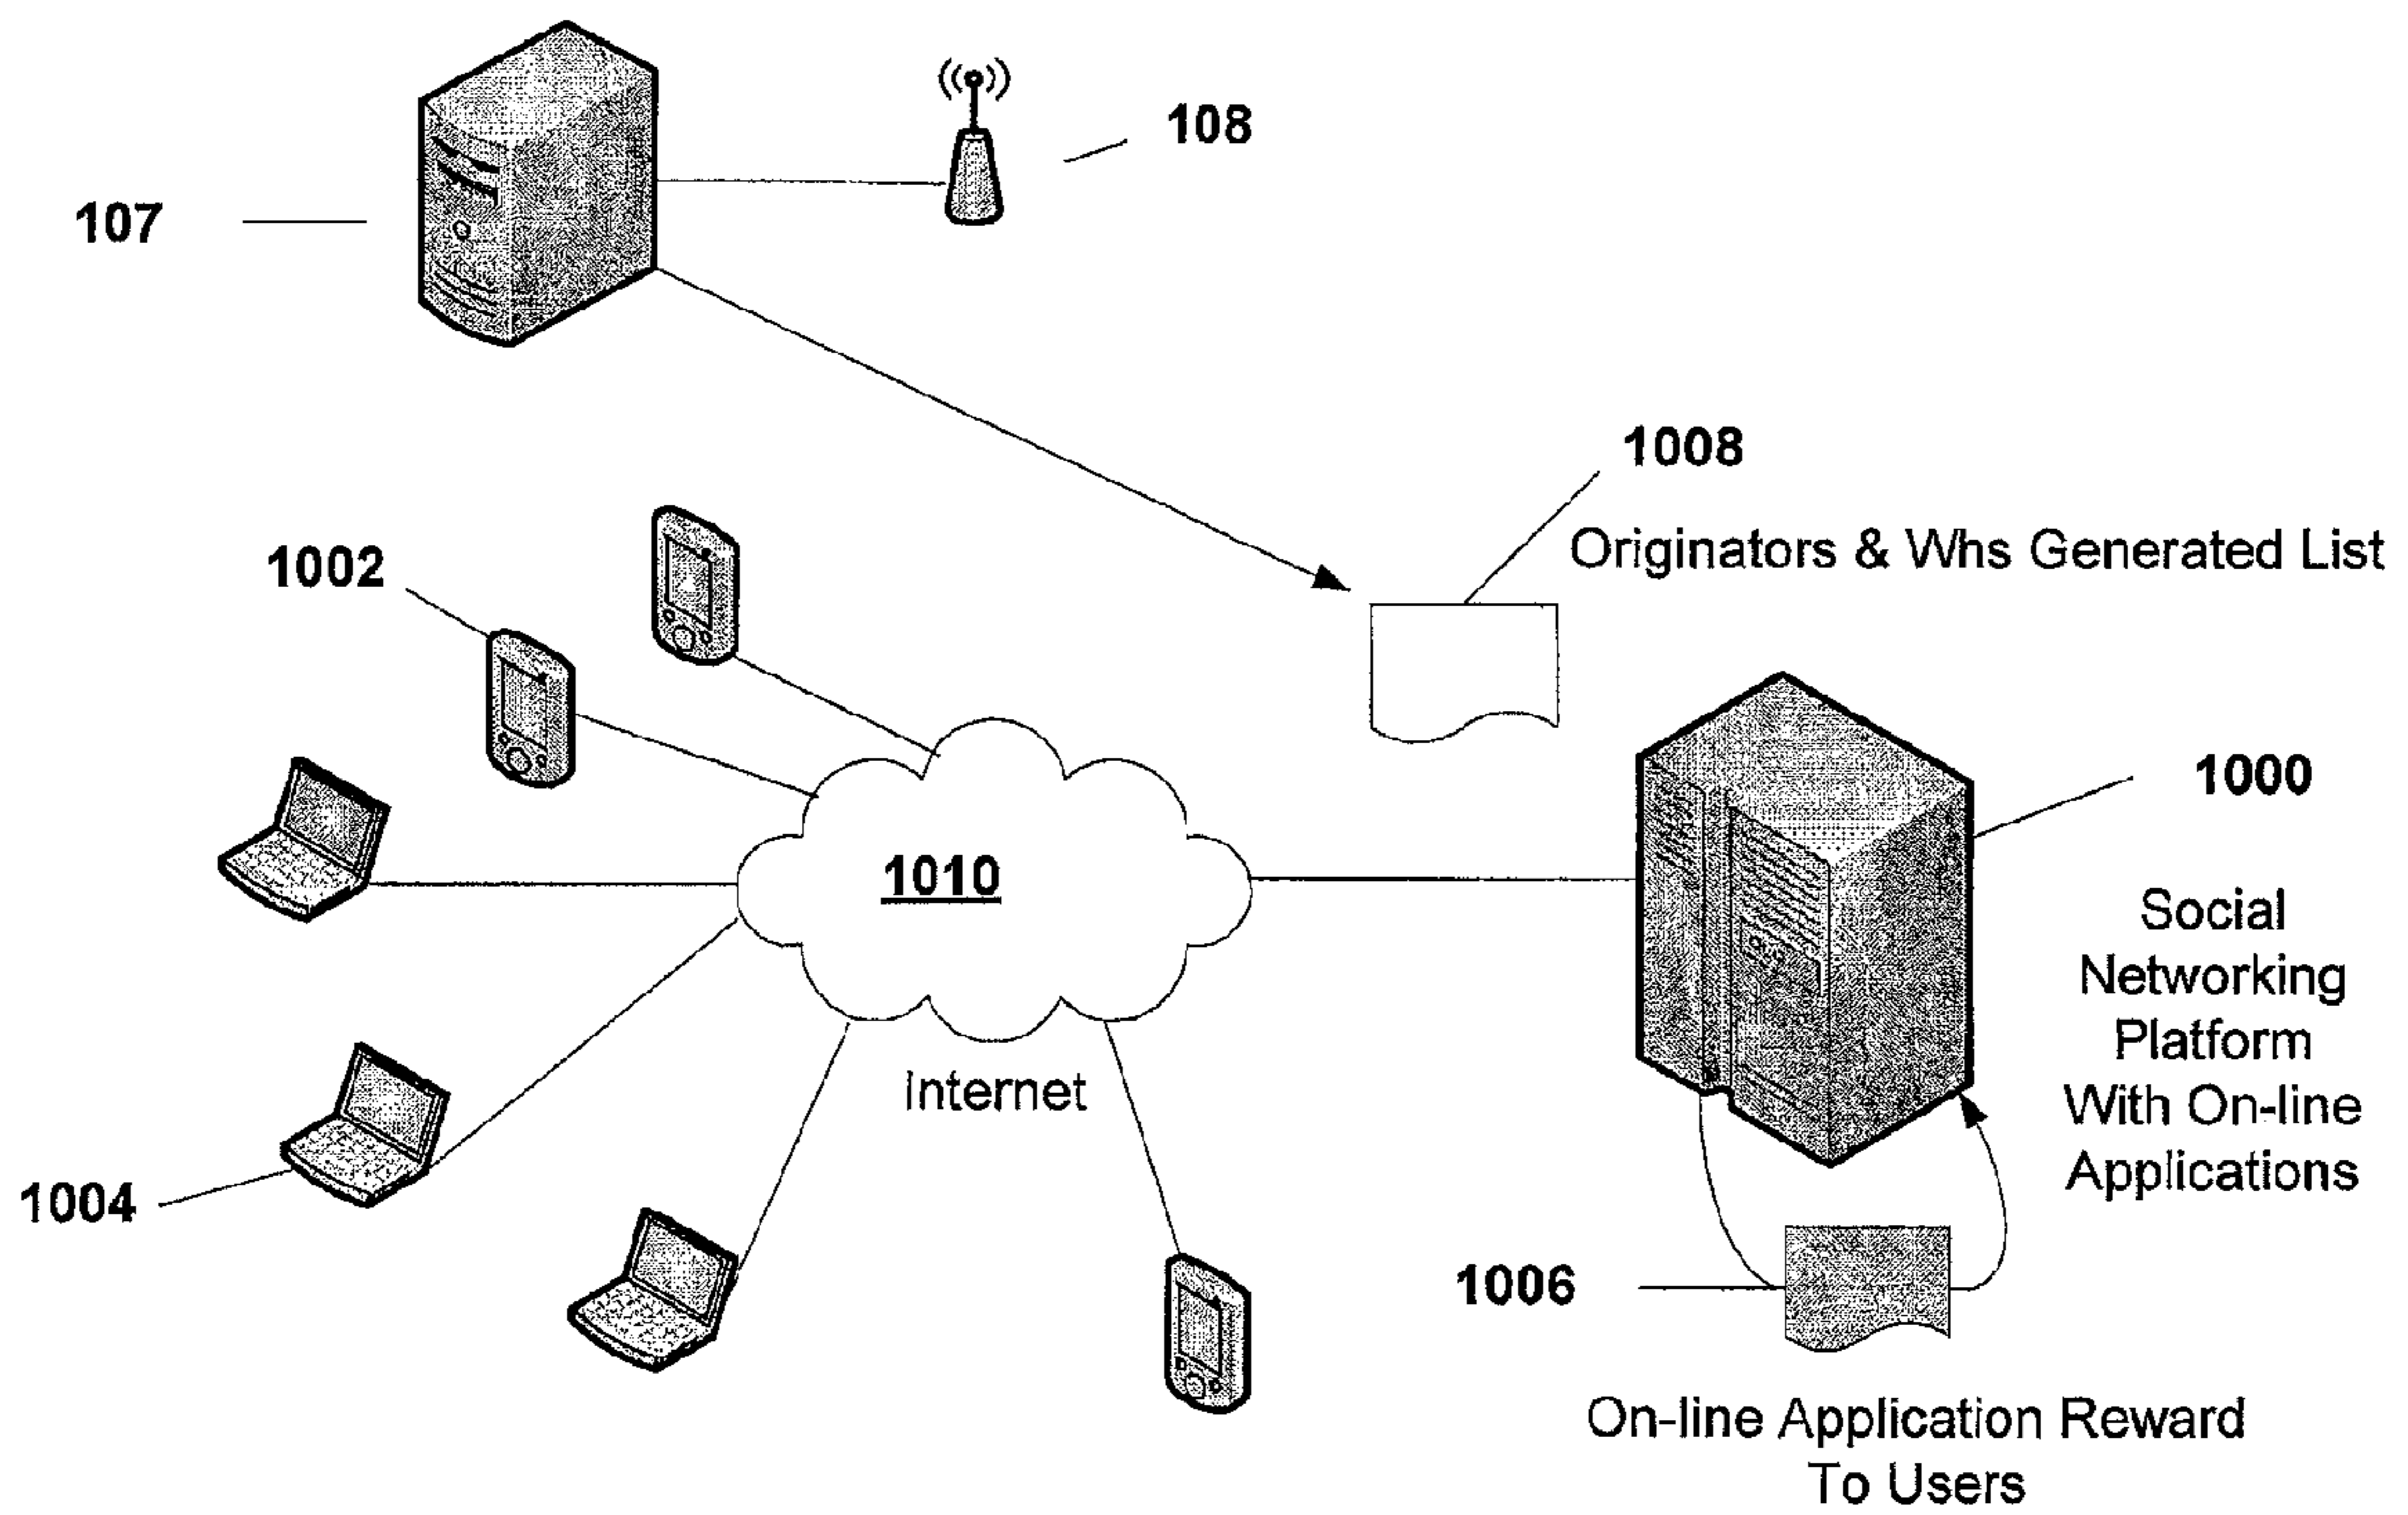 108
107
1008
Originators & Whs Generated List
1002
1000
1010
Social
Networking
Platform
With On-line
Applications
Internet
1004
1006
On-line Application Reward
To Users